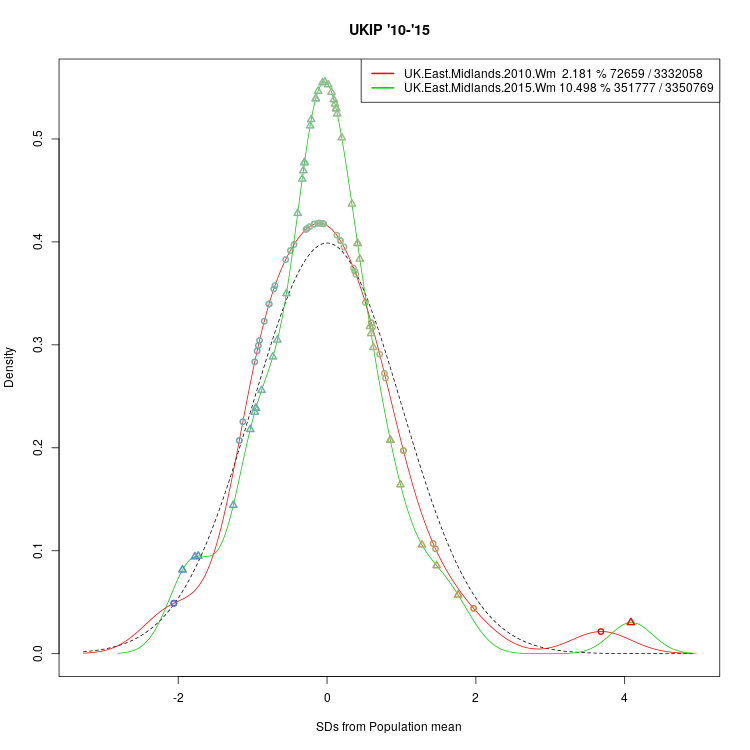 UKIP '10-'15
UK.East.Midlands.2010.Wm 2.181 % 72659 / 3332058
UK.East.Midlands.2015.Wm 10.498 % 351777 / 3350769
Density
0.5
0.4
0.3
0.2
0.1
0.0
-2 0 2 4
SDs from Population mean